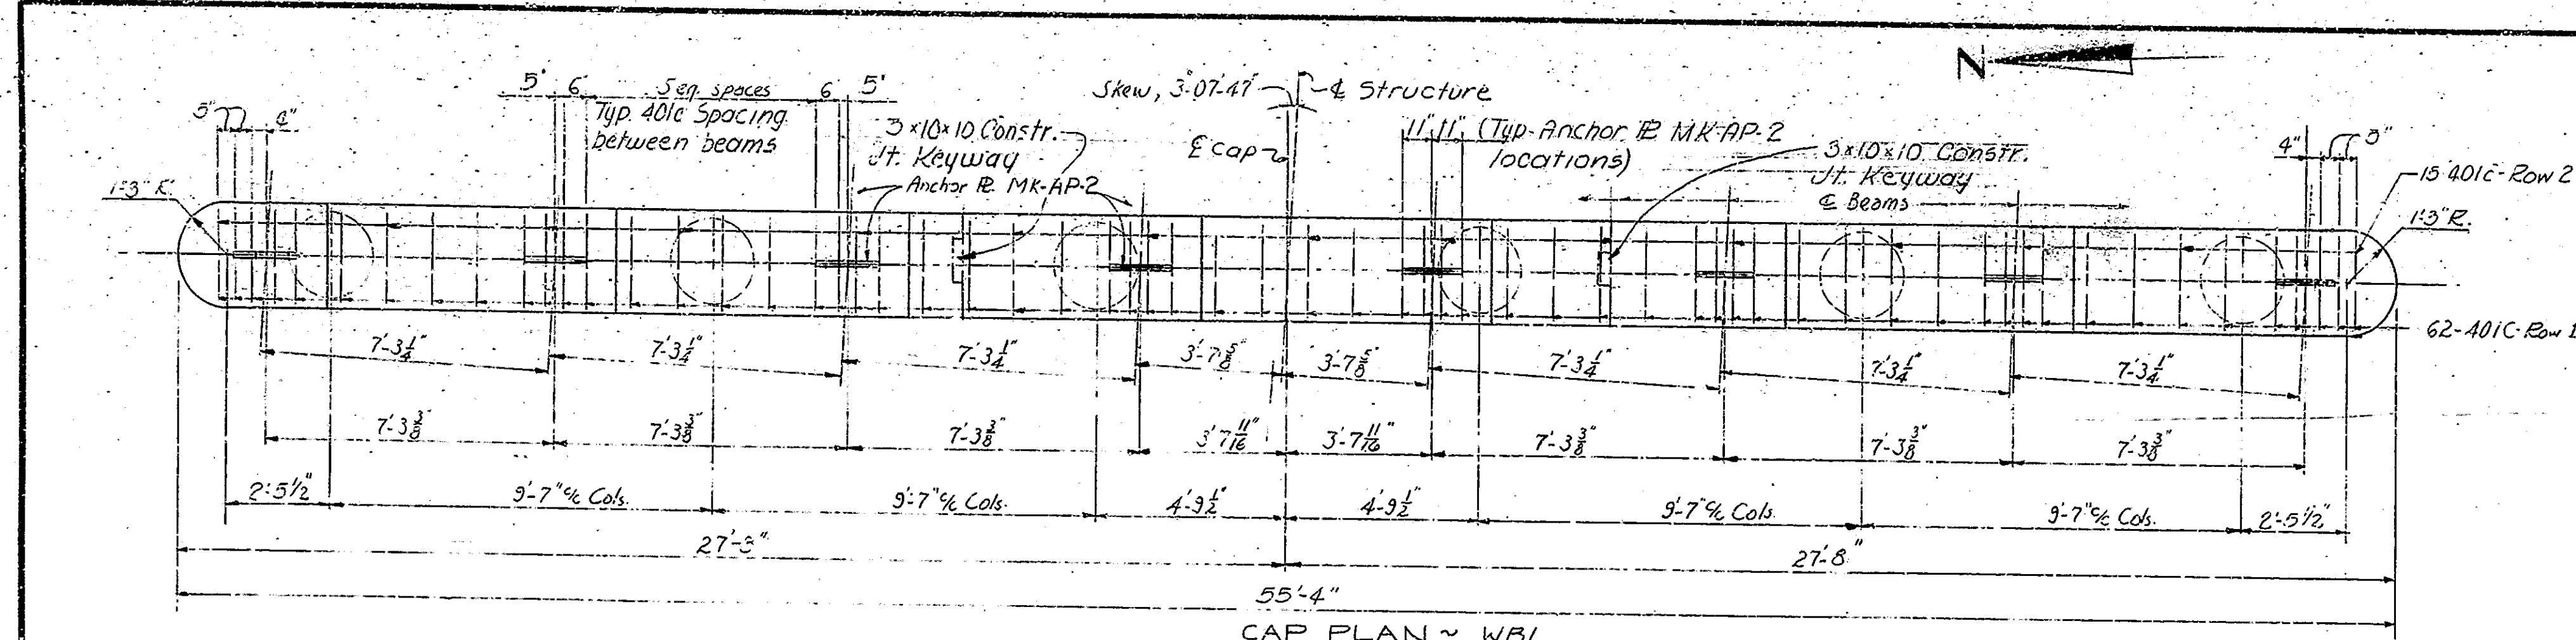 N
5' 6 5 eq. spaces 6 5'
Typ. 401c Spacing
between beams
5" 4"
3×10×10 Constr.
Jt. Keyway
Anchor PL MK-AP-2
Skew, 3°-07'-47"
℄ Structure
℄ Cap
11" 11" (Typ. Anchor PL MK-AP-2
locations)
3×10×10 Constr.
Jt. Keyway
℄ Beams
4" 5"
15 401C-Row 2
1'-3" R.
1'-3" R.
62-401C-Row 1
7'-3 1/4" 7'-3 1/4" 7'-3 1/4" 3'-7 5/8" 3'-7 5/8" 7'-3 1/4" 7'-3 1/4" 7'-3 1/4"
7'-3 3/8" 7'-3 3/8" 7'-3 3/8" 3'-7 11/16" 3'-7 11/16" 7'-3 3/8" 7'-3 3/8" 7'-3 3/8"
2'-5 1/2" 9'-7" c/c Cols. 9'-7" c/c Cols. 4'-9 1/2" 4'-9 1/2" 9'-7" c/c Cols. 9'-7" c/c Cols. 2'-5 1/2"
27'-8"
55'-4"
CAP PLAN ~ WBL